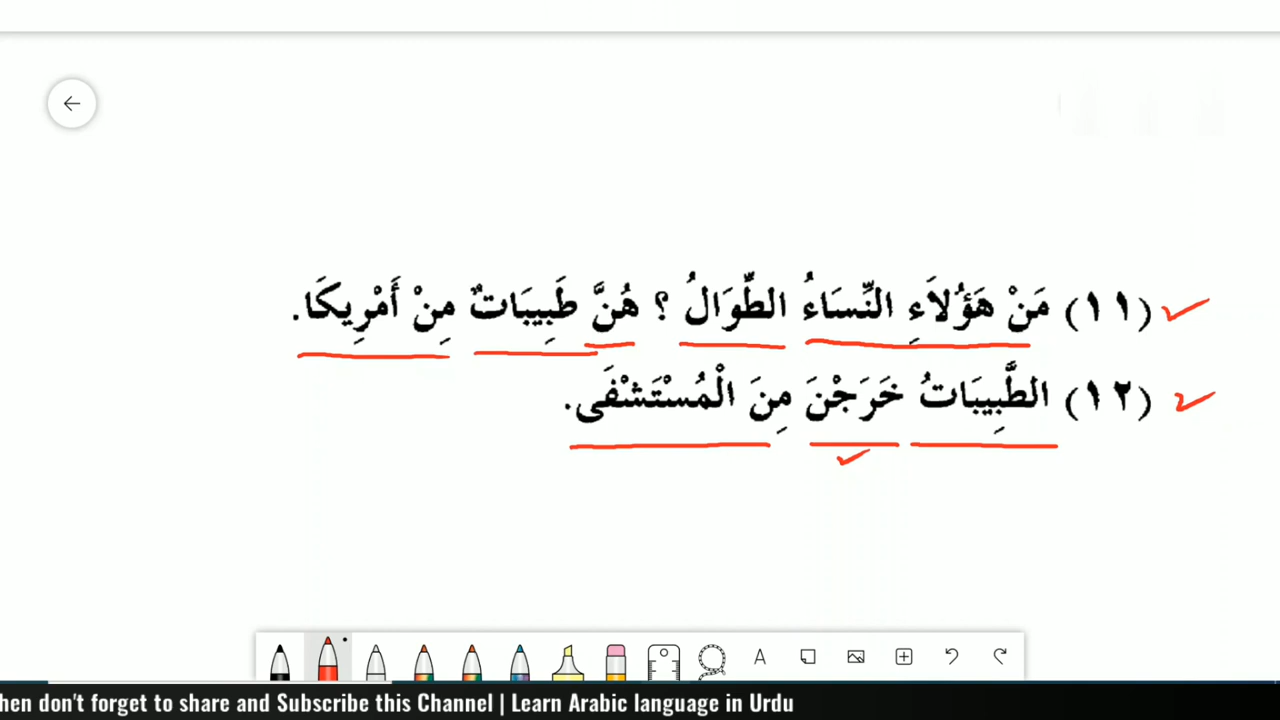 (١١) مَنْ هَؤُلاَءِ النِّسَاءُ الطِّوَالُ ؟ هُنَّ طَبِيبَاتٌ مِنْ أَمْرِيكَا.
(١٢) الطَّبِيبَاتُ خَرَجْنَ مِنَ الْمُسْتَشْفَى.
hen don't forget to share and Subscribe this Channel | Learn Arabic language in Urdu